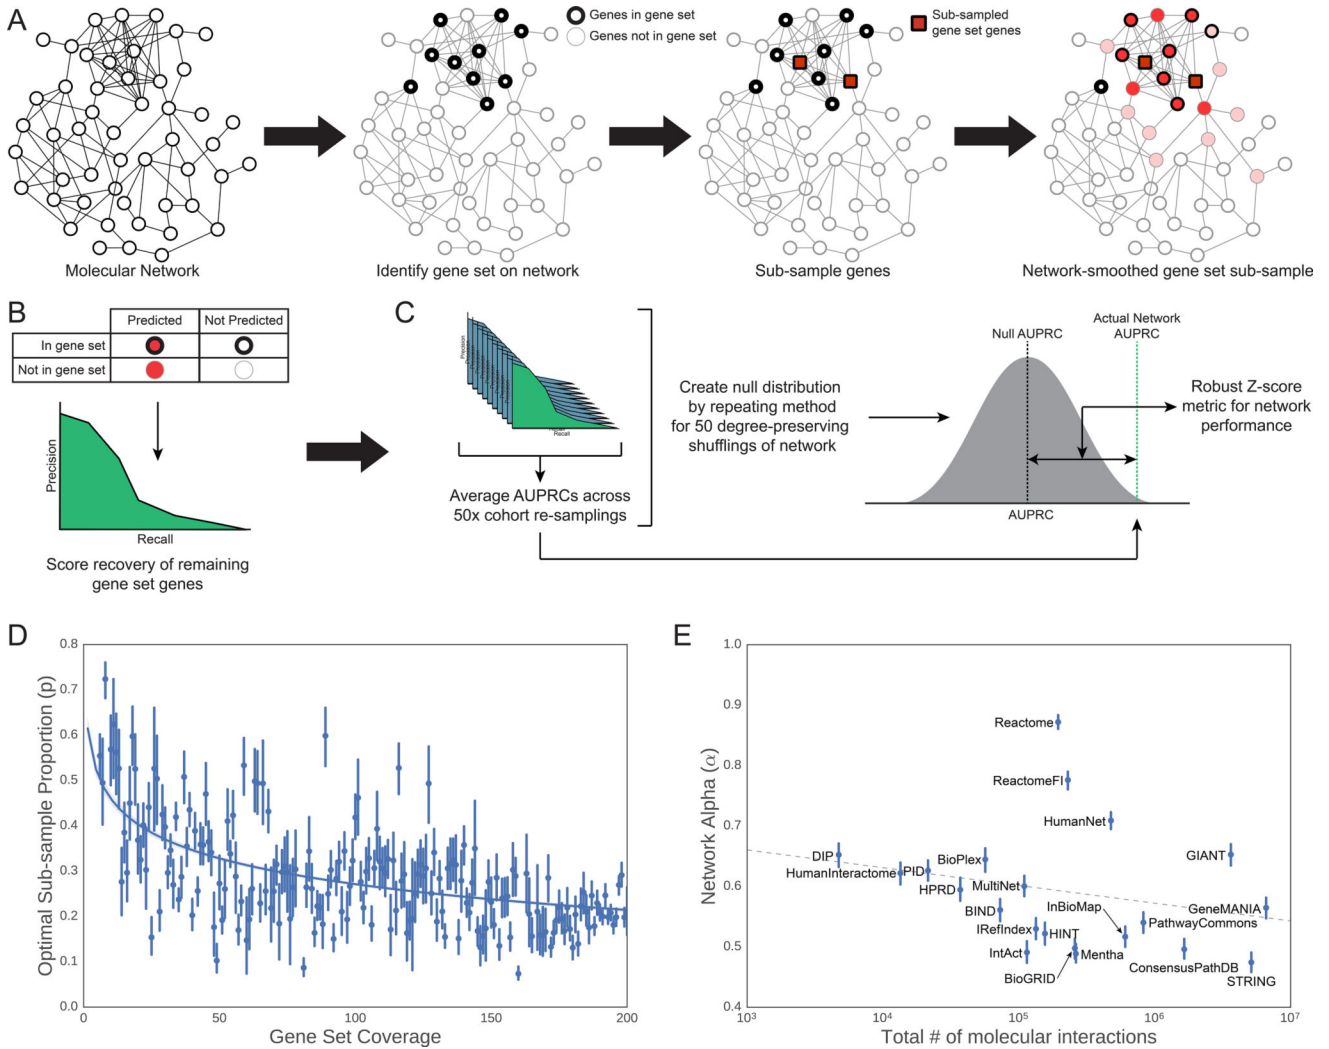 A
Genes in gene set
Genes not in gene set
Sub-sampled
gene set genes
Molecular Network
Identify gene set on network
Sub-sample genes
Network-smoothed gene set sub-sample
B
Predicted
Not Predicted
In gene set
Not in gene set
Precision
Recall
Score recovery of remaining
gene set genes
C
Precision
Recall
Average AUPRCs across
50x cohort re-samplings
Create null distribution
by repeating method
for 50 degree-preserving
shufflings of network
Null AUPRC
Actual Network
AUPRC
AUPRC
Robust Z-score
metric for network
performance
D
Optimal Sub-sample Proportion (p)
0.8
0.7
0.6
0.5
0.4
0.3
0.2
0.1
0.0
0
50
100
150
200
Gene Set Coverage
E
Network Alpha (α)
1.0
0.9
0.8
0.7
0.6
0.5
0.4
Reactome
ReactomeFI
HumanNet
GIANT
DIP
HumanInteractome
PID
BioPlex
HPRD
MultiNet
BIND
InBioMap
GeneMANIA
PathwayCommons
IRefIndex
HINT
IntAct
Mentha
BioGRID
ConsensusPathDB
STRING
10³
10⁴
10⁵
10⁶
10⁷
Total # of molecular interactions